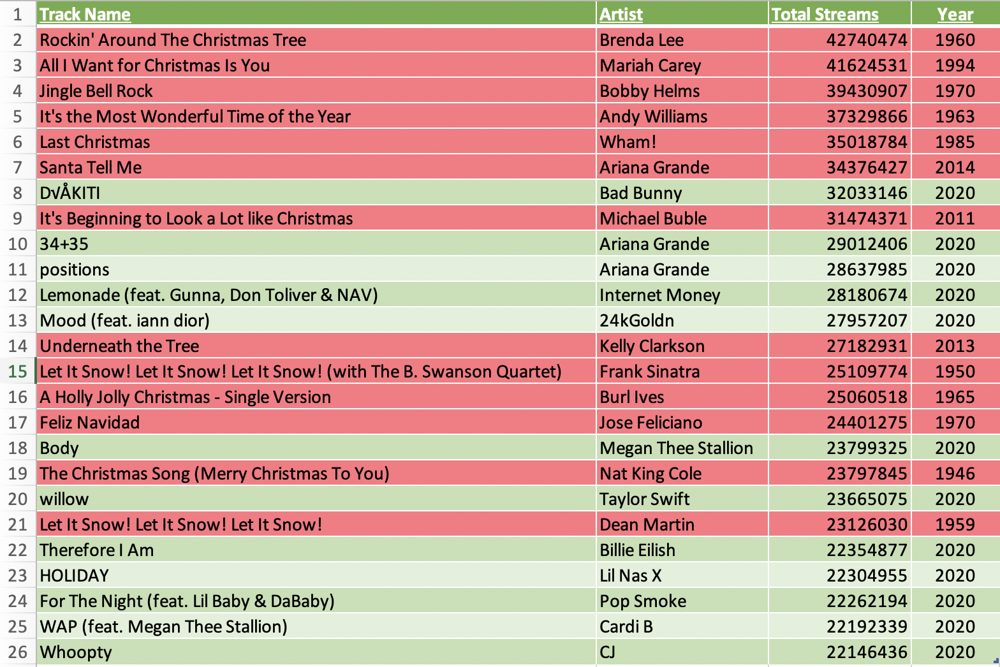 1 Track Name Artist Total Streams Year
2 Rockin' Around The Christmas Tree Brenda Lee 42740474 1960
3 All I Want for Christmas Is You Mariah Carey 41624531 1994
4 Jingle Bell Rock Bobby Helms 39430907 1970
5 It's the Most Wonderful Time of the Year Andy Williams 37329866 1963
6 Last Christmas Wham! 35018784 1985
7 Santa Tell Me Ariana Grande 34376427 2014
8 D√ÅKITI Bad Bunny 32033146 2020
9 It's Beginning to Look a Lot like Christmas Michael Buble 31474371 2011
10 34+35 Ariana Grande 29012406 2020
11 positions Ariana Grande 28637985 2020
12 Lemonade (feat. Gunna, Don Toliver & NAV) Internet Money 28180674 2020
13 Mood (feat. iann dior) 24kGoldn 27957207 2020
14 Underneath the Tree Kelly Clarkson 27182931 2013
15 Let It Snow! Let It Snow! Let It Snow! (with The B. Swanson Quartet) Frank Sinatra 25109774 1950
16 A Holly Jolly Christmas - Single Version Burl Ives 25060518 1965
17 Feliz Navidad Jose Feliciano 24401275 1970
18 Body Megan Thee Stallion 23799325 2020
19 The Christmas Song (Merry Christmas To You) Nat King Cole 23797845 1946
20 willow Taylor Swift 23665075 2020
21 Let It Snow! Let It Snow! Let It Snow! Dean Martin 23126030 1959
22 Therefore I Am Billie Eilish 22354877 2020
23 HOLIDAY Lil Nas X 22304955 2020
24 For The Night (feat. Lil Baby & DaBaby) Pop Smoke 22262194 2020
25 WAP (feat. Megan Thee Stallion) Cardi B 22192339 2020
26 Whoopty CJ 22146436 2020